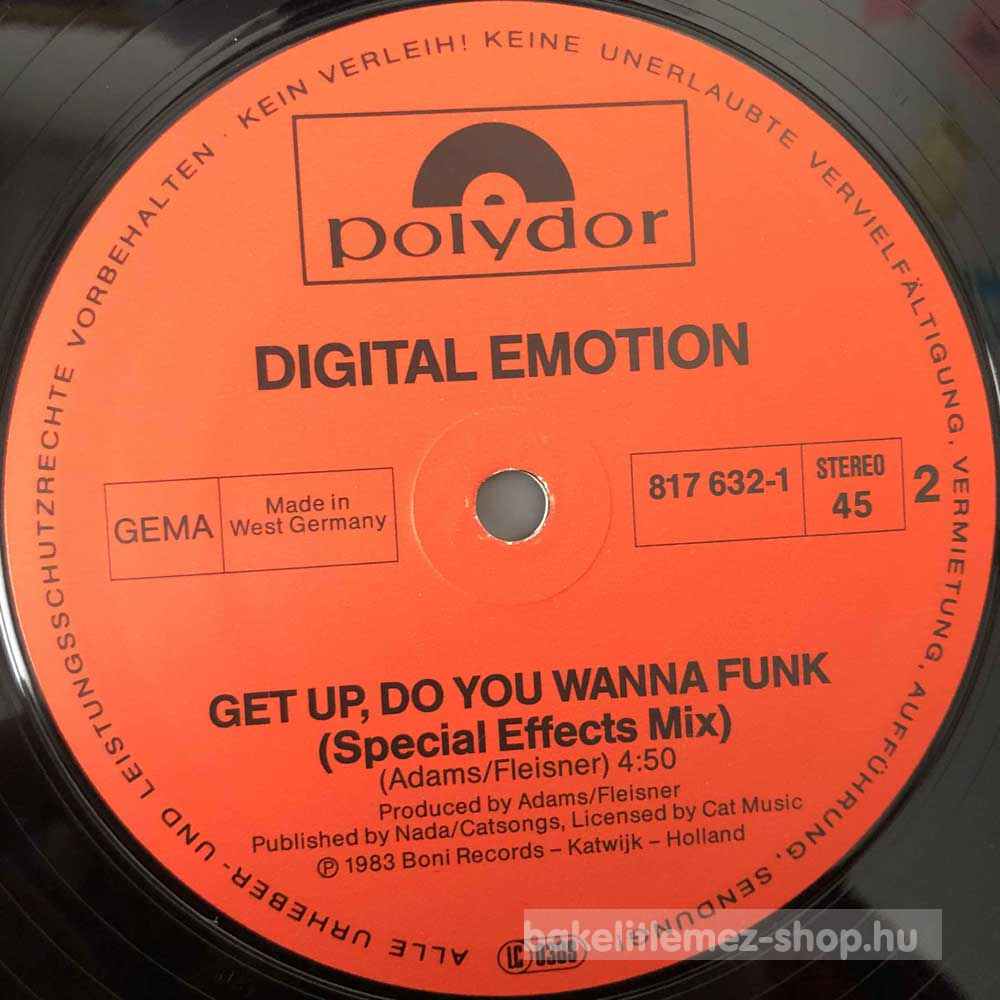 ALLE URHEBER- UND LEISTUNGSSCHUTZRECHTE VORBEHALTEN · KEIN VERLEIH! KEINE UNERLAUBTE VERVIELFÄLTIGUNG, VERMIETUNG, AUFFÜHRUNG, SENDUNG!
polydor
DIGITAL EMOTION
GEMA
Made in
West Germany
817 632-1
STEREO
45
2
GET UP, DO YOU WANNA FUNK
(Special Effects Mix)
(Adams/Fleisner) 4:50
Produced by Adams/Fleisner
Published by Nada/Catsongs, Licensed by Cat Music
Ⓟ 1983 Boni Records – Katwijk – Holland
LC 0309
bakelitlemez-shop.hu